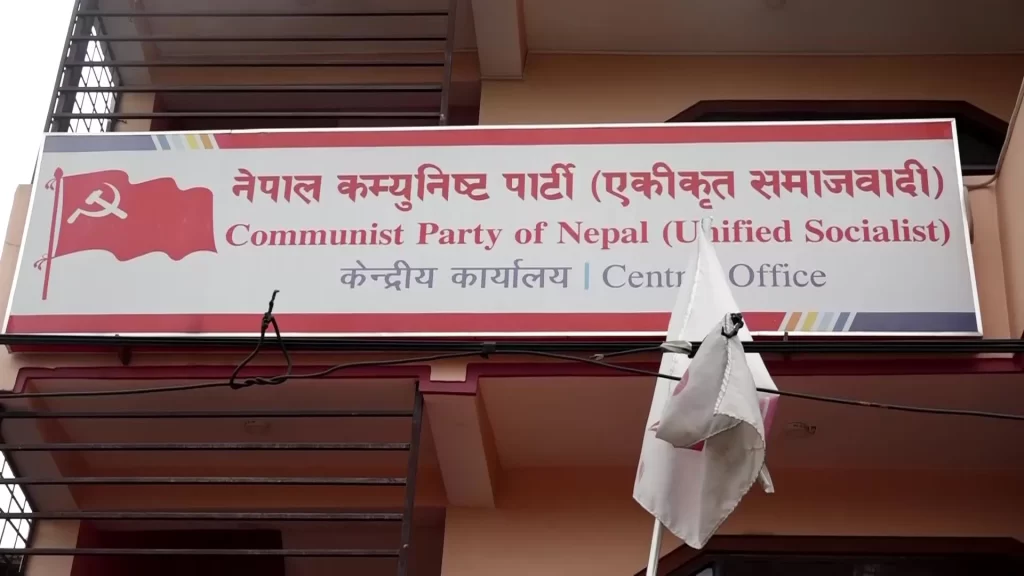 नेपाल कम्युनिष्ट पार्टी (एकीकृत समाजवादी)
Communist Party of Nepal (Unified Socialist)
केन्द्रीय कार्यालय | Central Office